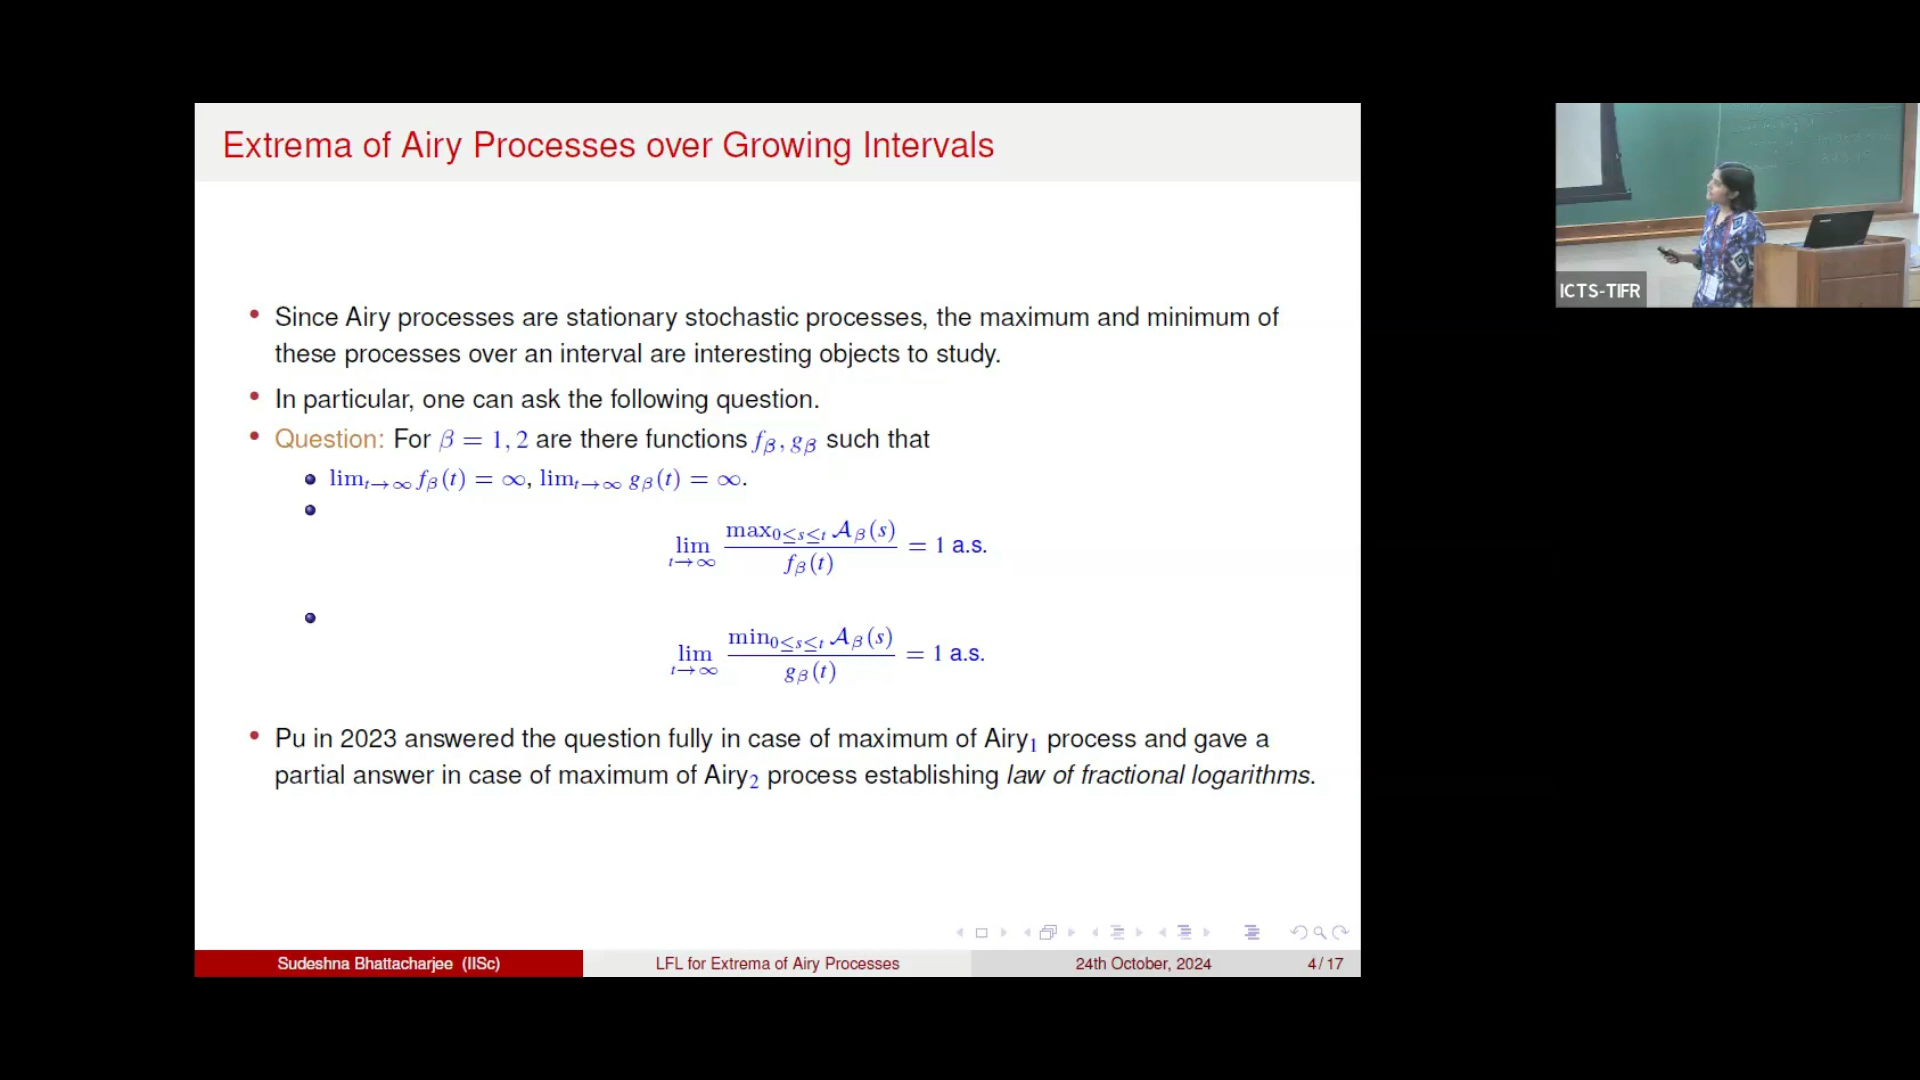 Extrema of Airy Processes over Growing Intervals
ICTS-TIFR
• Since Airy processes are stationary stochastic processes, the maximum and minimum of
these processes over an interval are interesting objects to study.
• In particular, one can ask the following question.
• Question: For β = 1, 2 are there functions f_β, g_β such that
• lim_{t→∞} f_β(t) = ∞, lim_{t→∞} g_β(t) = ∞.
• lim_{t→∞} max_{0≤s≤t} 𝒜_β(s) / f_β(t) = 1 a.s.
• lim_{t→∞} min_{0≤s≤t} 𝒜_β(s) / g_β(t) = 1 a.s.
• Pu in 2023 answered the question fully in case of maximum of Airy₁ process and gave a
partial answer in case of maximum of Airy₂ process establishing law of fractional logarithms.
Sudeshna Bhattacharjee (IISc) LFL for Extrema of Airy Processes 24th October, 2024 4/17